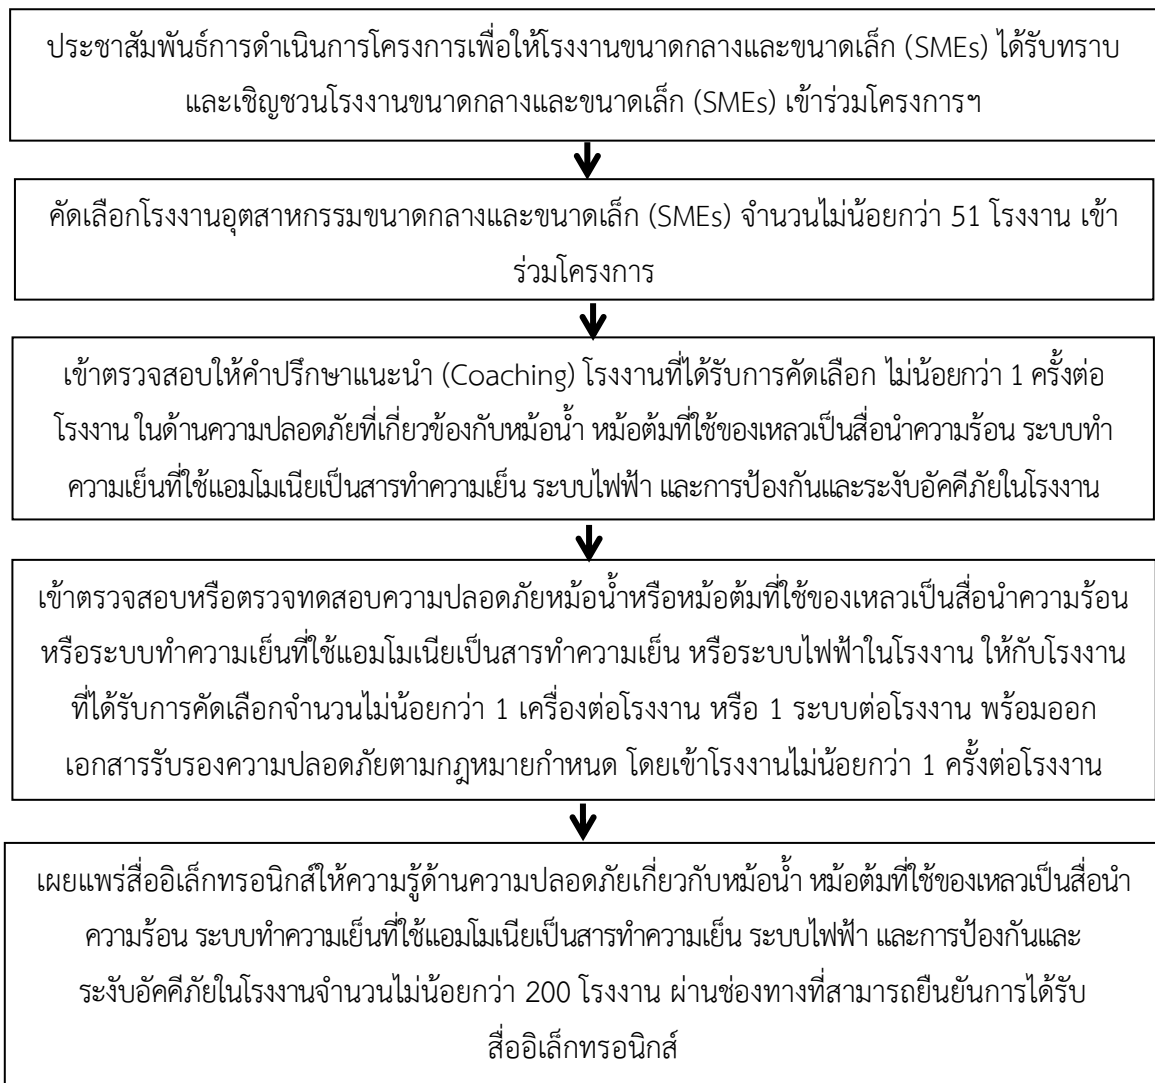 ประชาสัมพันธ์การดำเนินการโครงการเพื่อให้โรงงานขนาดกลางและขนาดเล็ก (SMEs) ได้รับทราบ
และเชิญชวนโรงงานขนาดกลางและขนาดเล็ก (SMEs) เข้าร่วมโครงการฯ
คัดเลือกโรงงานอุตสาหกรรมขนาดกลางและขนาดเล็ก (SMEs) จำนวนไม่น้อยกว่า 51 โรงงาน เข้า
ร่วมโครงการ
เข้าตรวจสอบให้คำปรึกษาแนะนำ (Coaching) โรงงานที่ได้รับการคัดเลือก ไม่น้อยกว่า 1 ครั้งต่อ
โรงงาน ในด้านความปลอดภัยที่เกี่ยวข้องกับหม้อน้ำ หม้อต้มที่ใช้ของเหลวเป็นสื่อนำความร้อน ระบบทำ
ความเย็นที่ใช้แอมโมเนียเป็นสารทำความเย็น ระบบไฟฟ้า และการป้องกันและระงับอัคคีภัยในโรงงาน
เข้าตรวจสอบหรือตรวจทดสอบความปลอดภัยหม้อน้ำหรือหม้อต้มที่ใช้ของเหลวเป็นสื่อนำความร้อน
หรือระบบทำความเย็นที่ใช้แอมโมเนียเป็นสารทำความเย็น หรือระบบไฟฟ้าในโรงงาน ให้กับโรงงาน
ที่ได้รับการคัดเลือกจำนวนไม่น้อยกว่า 1 เครื่องต่อโรงงาน หรือ 1 ระบบต่อโรงงาน พร้อมออก
เอกสารรับรองความปลอดภัยตามกฎหมายกำหนด โดยเข้าโรงงานไม่น้อยกว่า 1 ครั้งต่อโรงงาน
เผยแพร่สื่ออิเล็กทรอนิกส์ให้ความรู้ด้านความปลอดภัยเกี่ยวกับหม้อน้ำ หม้อต้มที่ใช้ของเหลวเป็นสื่อนำ
ความร้อน ระบบทำความเย็นที่ใช้แอมโมเนียเป็นสารทำความเย็น ระบบไฟฟ้า และการป้องกันและ
ระงับอัคคีภัยในโรงงานจำนวนไม่น้อยกว่า 200 โรงงาน ผ่านช่องทางที่สามารถยืนยันการได้รับ
สื่ออิเล็กทรอนิกส์